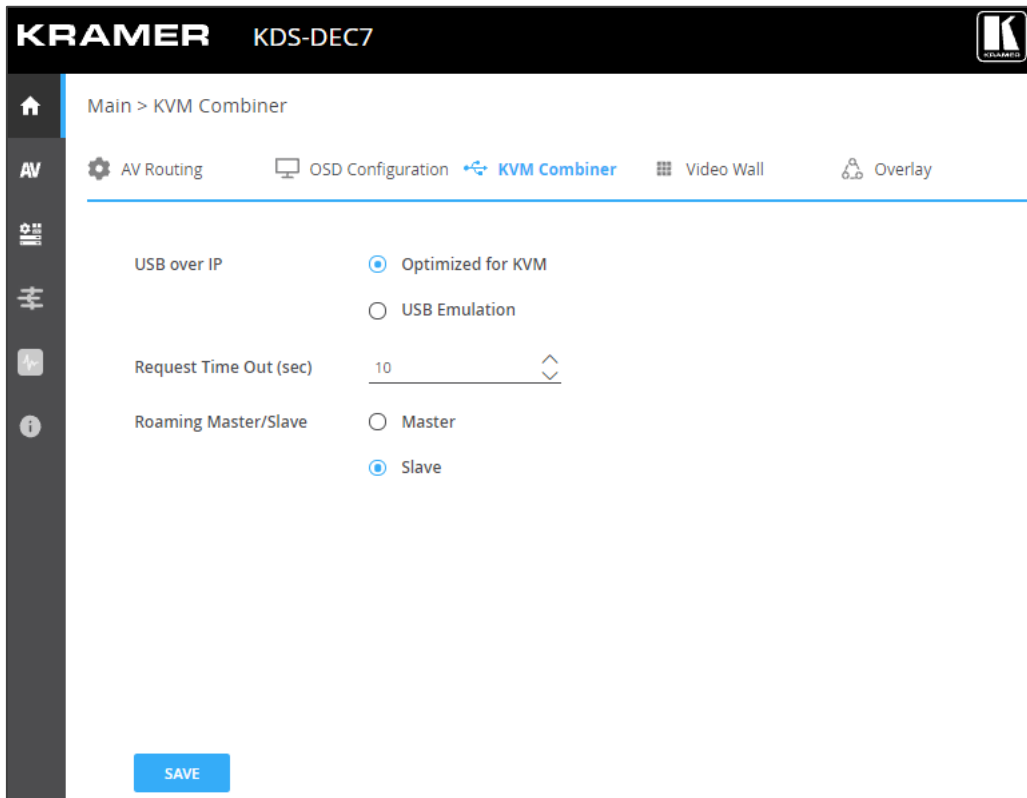 KRAMER KDS-DEC7
KRAMER
Main > KVM Combiner
AV
AV Routing OSD Configuration KVM Combiner Video Wall Overlay
USB over IP Optimized for KVM
USB Emulation
Request Time Out (sec) 10
Roaming Master/Slave Master
Slave
SAVE